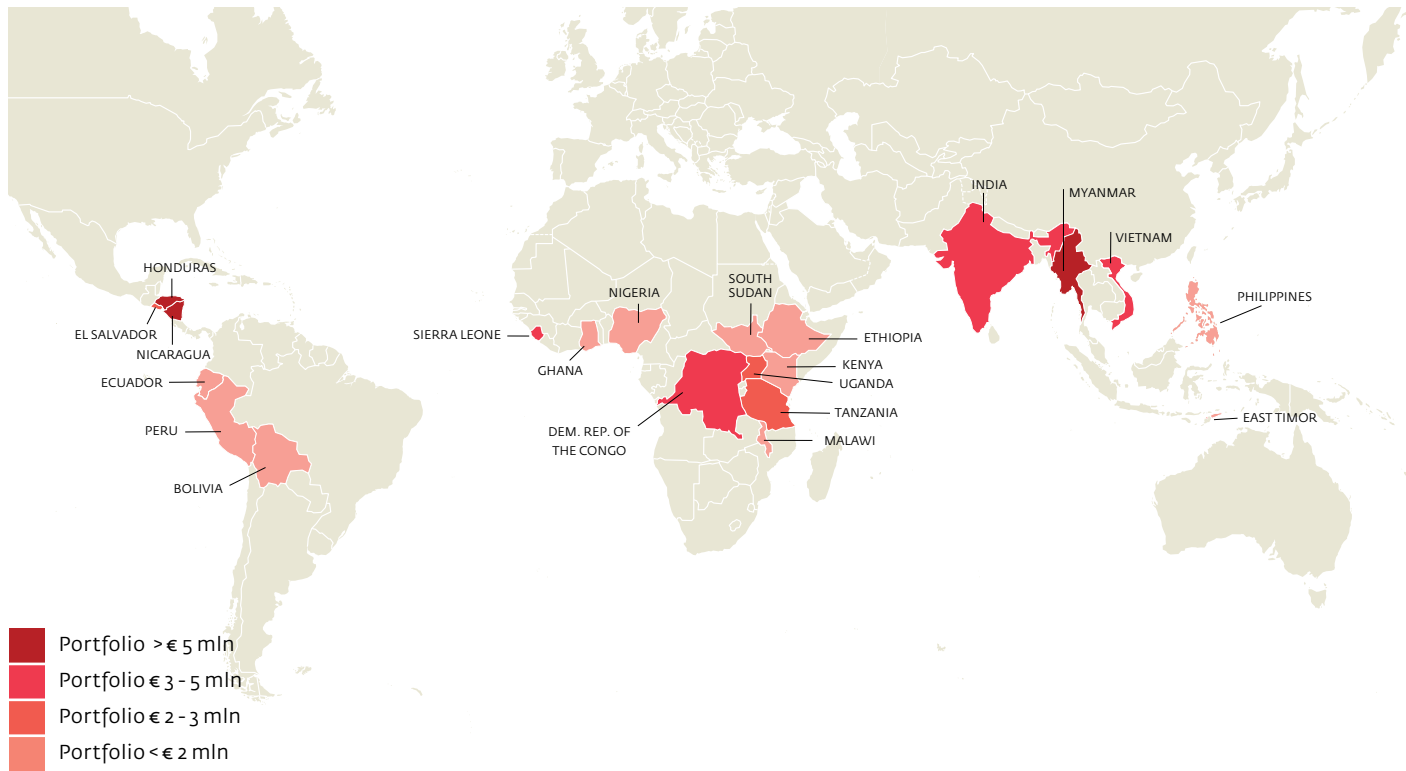 INDIA
MYANMAR
VIETNAM
HONDURAS
SOUTH
SUDAN
NIGERIA
PHILIPPINES
EL SALVADOR
SIERRA LEONE
ETHIOPIA
NICARAGUA
GHANA
KENYA
ECUADOR
UGANDA
TANZANIA
EAST TIMOR
PERU
DEM. REP. OF
THE CONGO
MALAWI
BOLIVIA
Portfolio > € 5 mln
Portfolio € 3 - 5 mln
Portfolio € 2 - 3 mln
Portfolio < € 2 mln